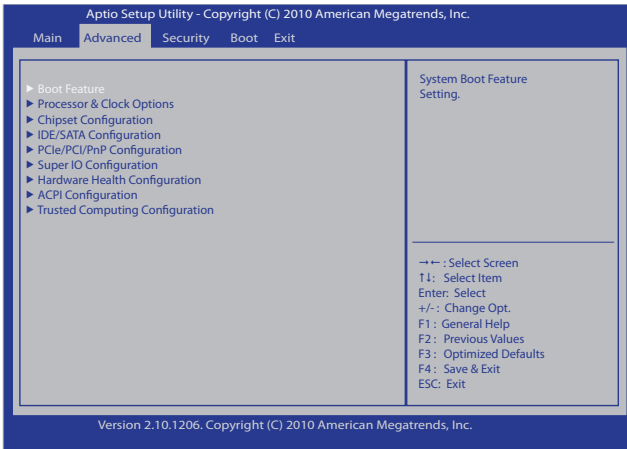 Aptio Setup Utility - Copyright (C) 2010 American Megatrends, Inc.
Main Advanced Security Boot Exit
▶ Boot Feature
▶ Processor & Clock Options
▶ Chipset Configuration
▶ IDE/SATA Configuration
▶ PCIe/PCI/PnP Configuration
▶ Super IO Configuration
▶ Hardware Health Configuration
▶ ACPI Configuration
▶ Trusted Computing Configuration
System Boot Feature
Setting.
→←: Select Screen
↑↓: Select Item
Enter: Select
+/-: Change Opt.
F1: General Help
F2: Previous Values
F3: Optimized Defaults
F4: Save & Exit
ESC: Exit
Version 2.10.1206. Copyright (C) 2010 American Megatrends, Inc.